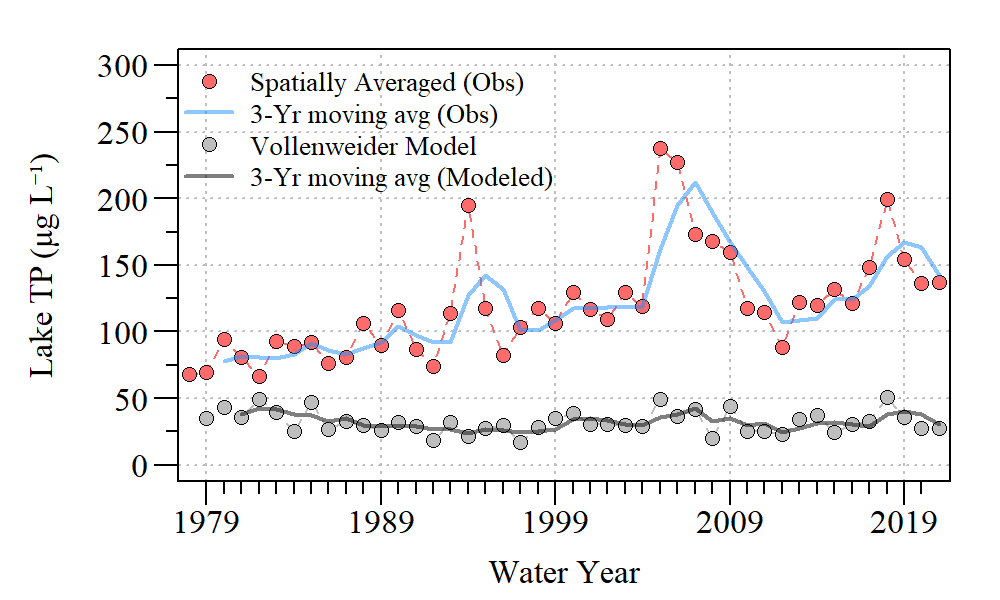 300
250
200
150
100
50
0
Lake TP (µg L⁻¹)
Spatially Averaged (Obs)
3-Yr moving avg (Obs)
Vollenweider Model
3-Yr moving avg (Modeled)
1979 1989 1999 2009 2019
Water Year